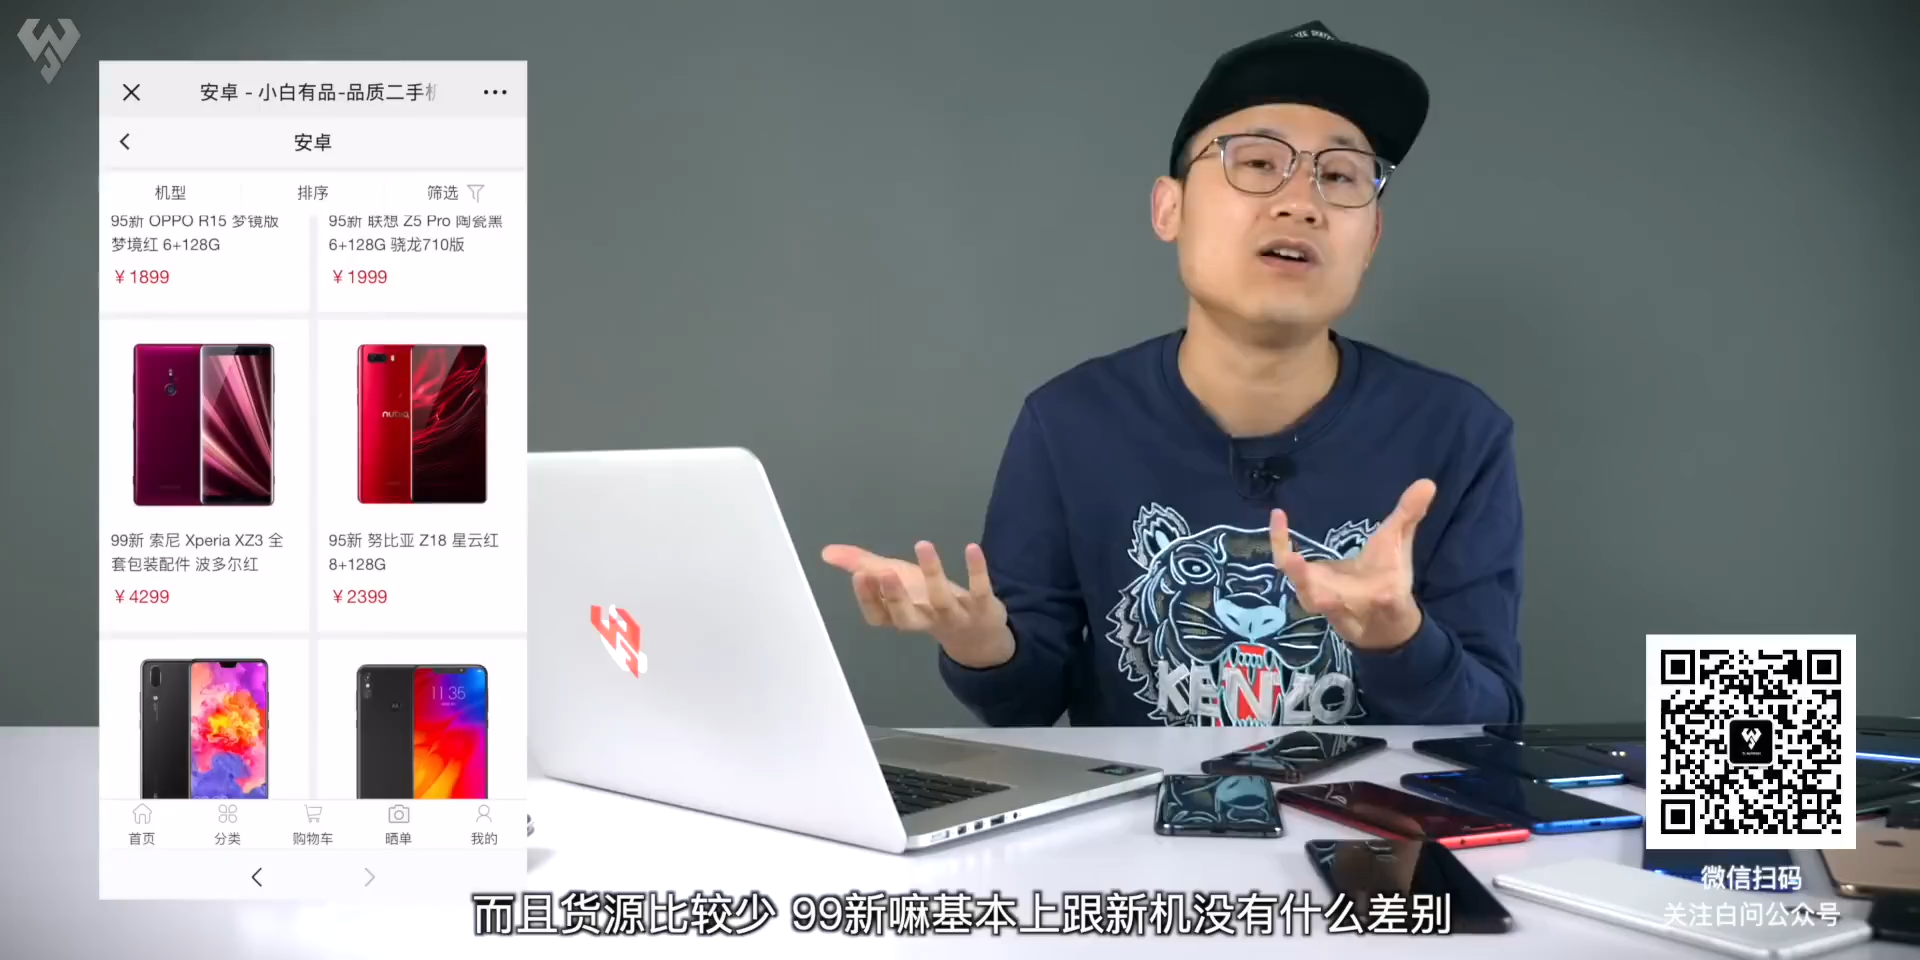 安卓 - 小白有品-品质二手
安卓
机型
排序
筛选
95新 OPPO R15 梦镜版
梦境红 6+128G
¥1899
95新 联想 Z5 Pro 陶瓷黑
6+128G 骁龙710版
¥1999
nubia
99新 索尼 Xperia XZ3 全
套包装配件 波多尔红
¥4299
95新 努比亚 Z18 星云红
8+128G
¥2399
11:35
首页
分类
购物车
晒单
我的
KENZO
微信扫码
关注白问公众号
而且货源比较少 99新嘛基本上跟新机没有什么差别